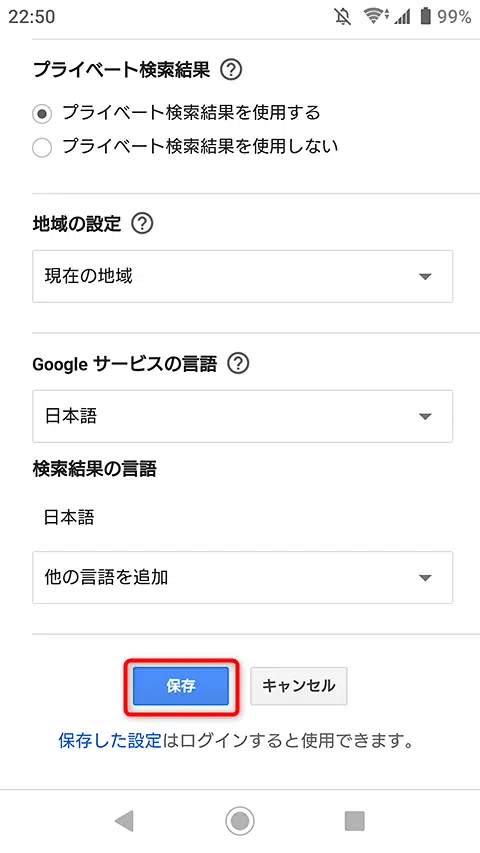 22:50 99%
プライベート検索結果
プライベート検索結果を使用する
プライベート検索結果を使用しない
地域の設定
現在の地域
Google サービスの言語
日本語
検索結果の言語
日本語
他の言語を追加
保存 キャンセル
保存した設定はログインすると使用できます。